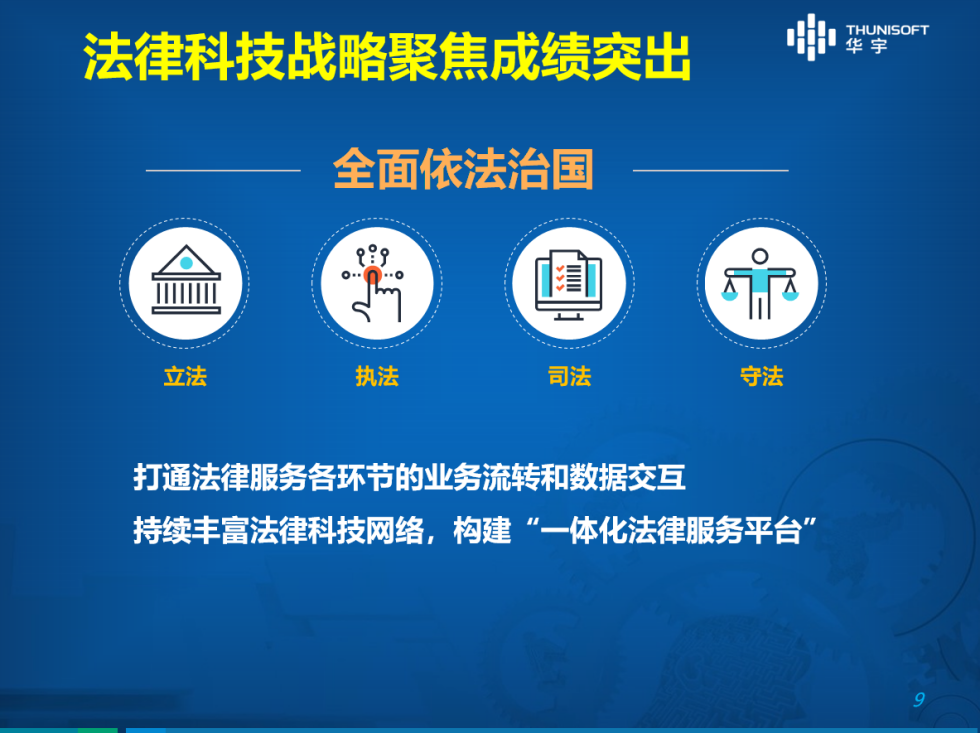 法律科技战略聚焦成绩突出
THUNISOFT
华宇
全面依法治国
立法
执法
司法
守法
打通法律服务各环节的业务流转和数据交互
持续丰富法律科技网络，构建“一体化法律服务平台”
9